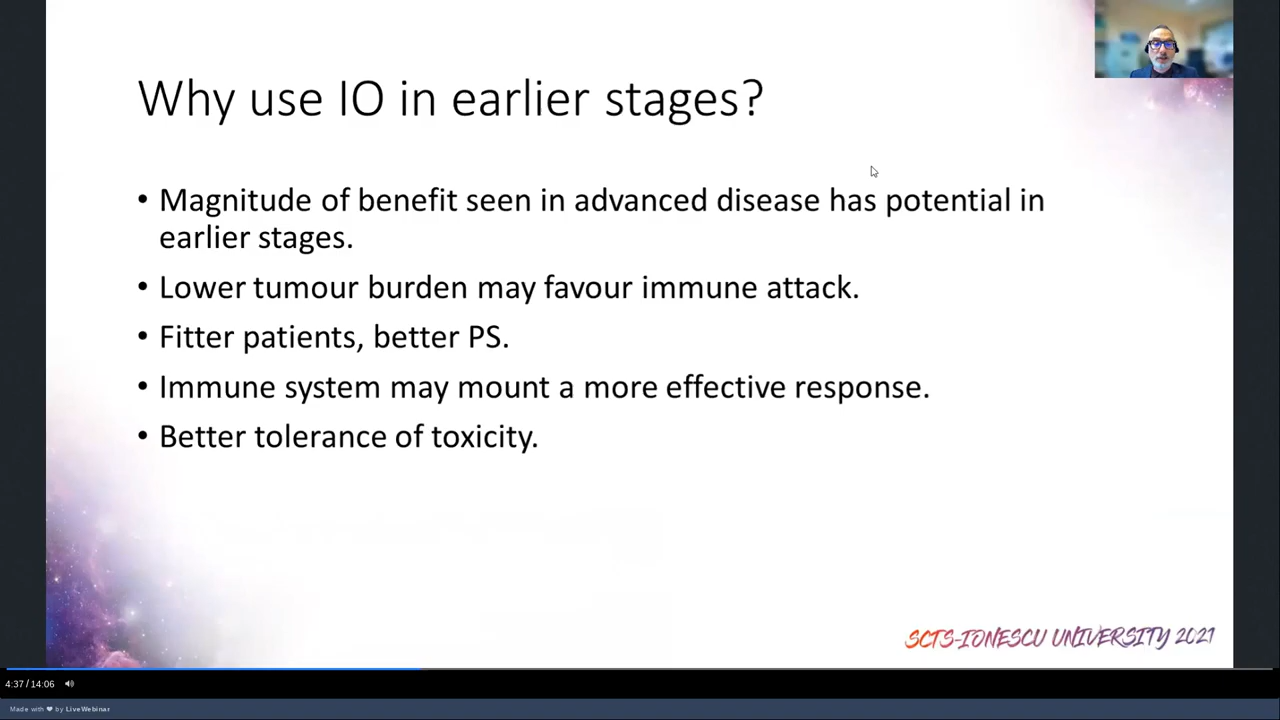 Why use IO in earlier stages?
• Magnitude of benefit seen in advanced disease has potential in
earlier stages.
• Lower tumour burden may favour immune attack.
• Fitter patients, better PS.
• Immune system may mount a more effective response.
• Better tolerance of toxicity.
SCTS-IONESCU UNIVERSITY 2021
4:37 / 14:06
Made with ❤ by LiveWebinar